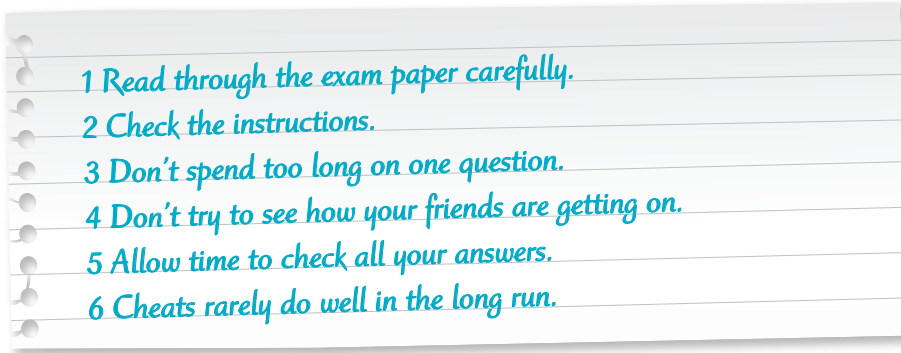 1 Read through the exam paper carefully.
2 Check the instructions.
3 Don't spend too long on one question.
4 Don't try to see how your friends are getting on.
5 Allow time to check all your answers.
6 Cheats rarely do well in the long run.